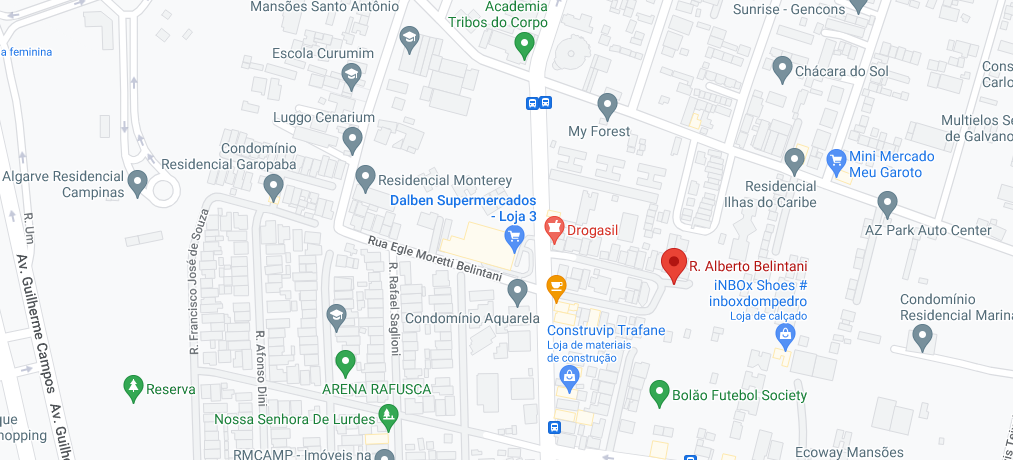 Mansões Santo Antônio
Academia
Tribos do Corpo
Sunrise - Gencons
a feminina
Escola Curumim
Chácara do Sol
Cons
Carlo
Luggo Cenarium
My Forest
Multielos Se
de Galvano
Condomínio
Residencial Garopaba
Mini Mercado
Meu Garoto
Algarve Residencial
Campinas
Residencial Monterey
Residencial
Ilhas do Caribe
Dalben Supermercados
- Loja 3
Drogasil
AZ Park Auto Center
R. Um
R. Francisco José de Souza
Rua Egle Moretti Belintani
R. Rafael Saglioni
R. Alberto Belintani
iNBOx Shoes #
inboxdompedro
Loja de calçado
Av. Guilherme Campos
Condomínio Aquarela
Condomínio
Residencial Marina
R. Afonso Dini
Construvip Trafane
Loja de materiais
de construção
Reserva
ARENA RAFUSCA
Bolão Futebol Society
Av. Guilhe
que
hopping
Nossa Senhora De Lurdes
RMCAMP - Imóveis na
Ecoway Mansões